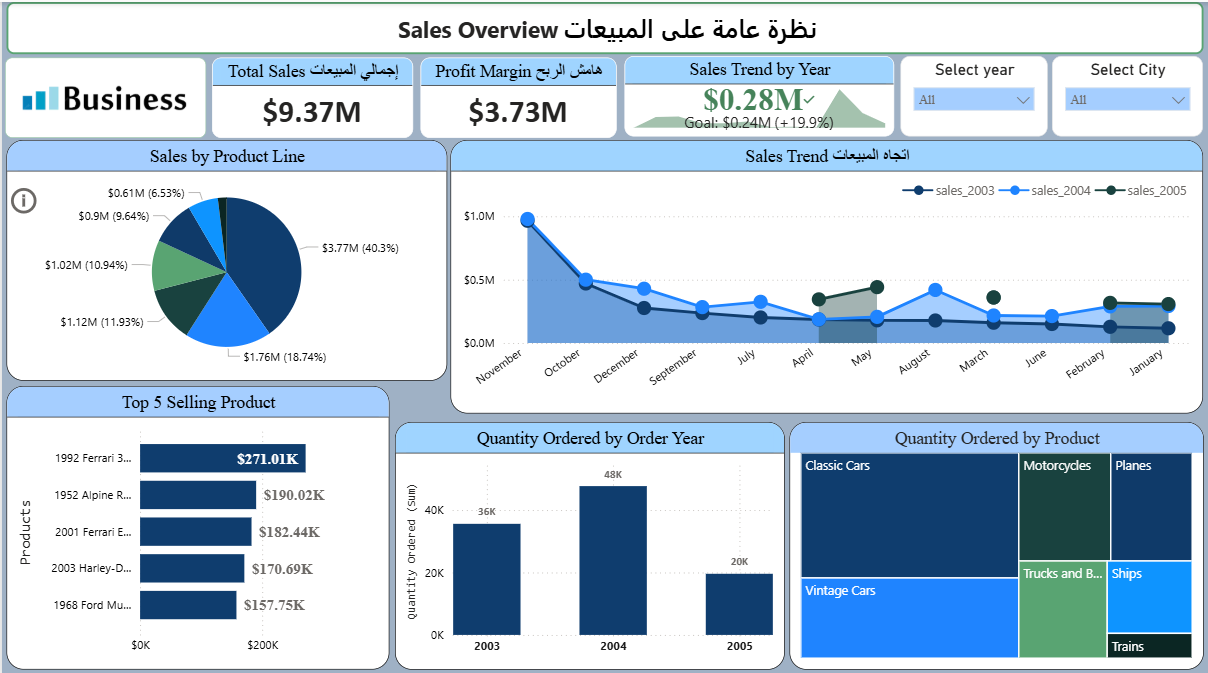 Sales Overview نظرة عامة على المبيعات
Business
Total Sales إجمالي المبيعات
$9.37M
Profit Margin هامش الربح
$3.73M
Sales Trend by Year
$0.28M
Goal: $0.24M (+19.9%)
Select year
All
Select City
All
Sales by Product Line
$0.61M (6.53%)
$0.9M (9.64%)
$1.02M (10.94%)
$1.12M (11.93%)
$1.76M (18.74%)
$3.77M (40.3%)
Sales Trend اتجاه المبيعات
sales_2003 sales_2004 sales_2005
$1.0M
$0.5M
$0.0M
November October December September July April May August March June February January
Top 5 Selling Product
Products
1992 Ferrari 3... $271.01K
1952 Alpine R... $190.02K
2001 Ferrari E... $182.44K
2003 Harley-D... $170.69K
1968 Ford Mu... $157.75K
$0K $200K
Quantity Ordered by Order Year
Quantity Ordered (sum)
40K
20K
0K
36K
48K
20K
2003 2004 2005
Quantity Ordered by Product
Classic Cars
Motorcycles
Planes
Vintage Cars
Trucks and B...
Ships
Trains